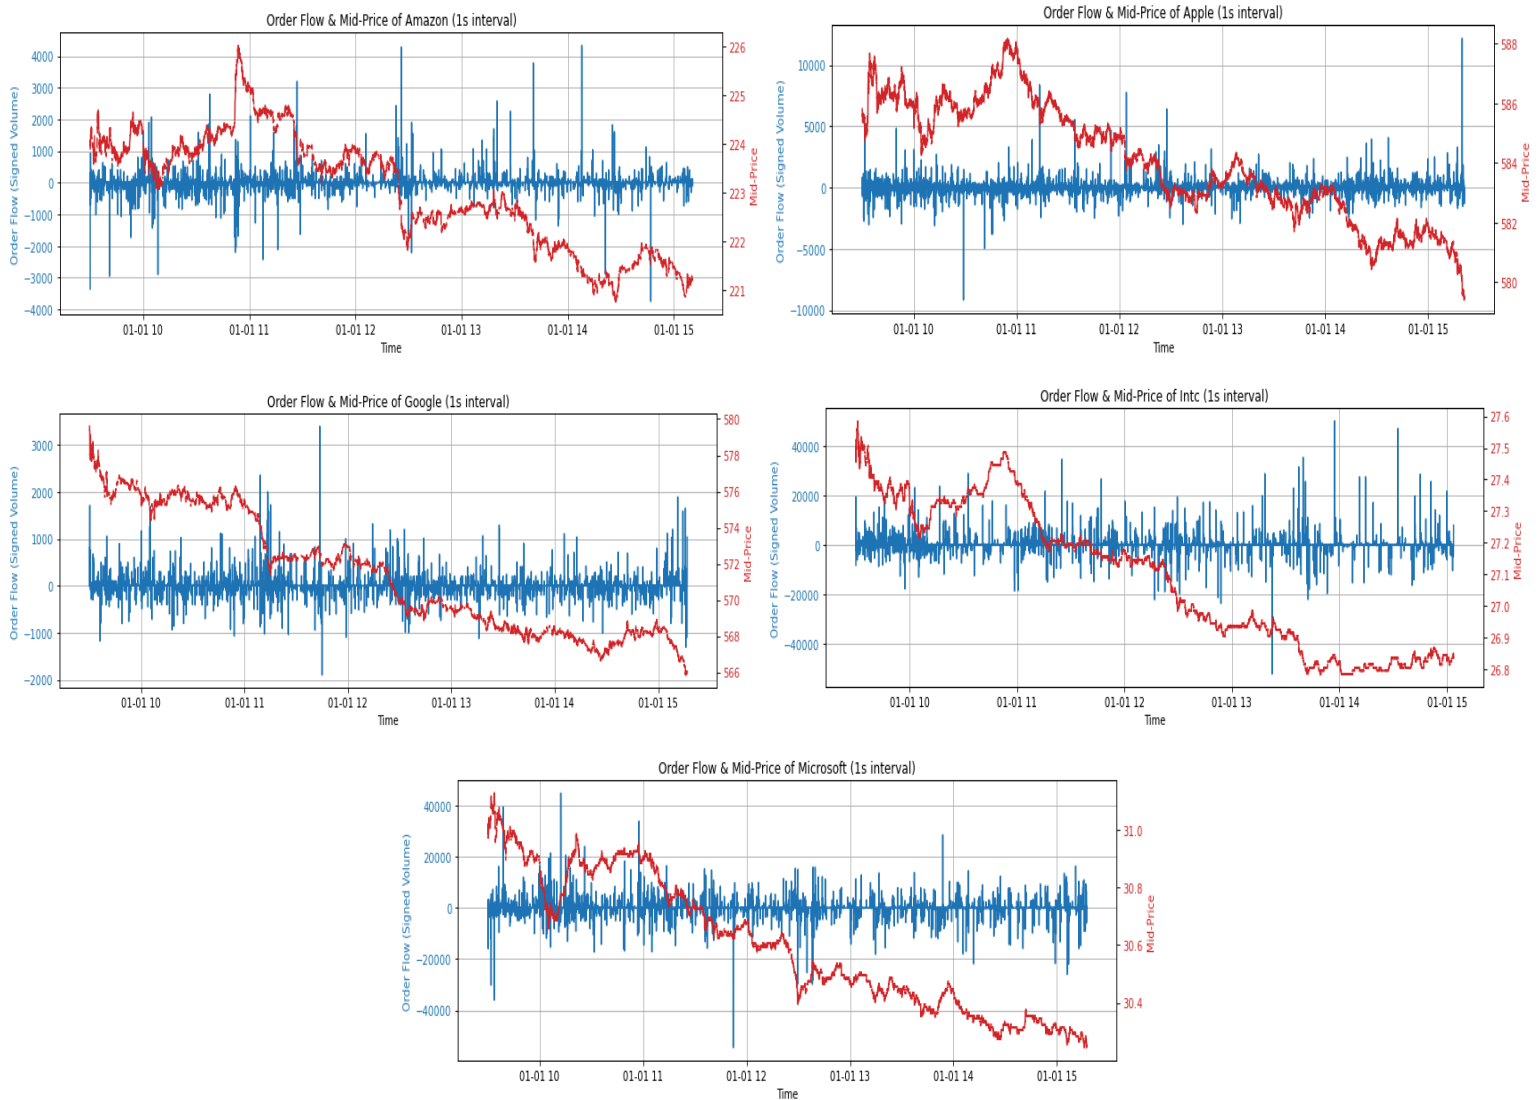 Order Flow & Mid-Price of Amazon (1s interval)
Order Flow (Signed Volume)
4000
3000
2000
1000
0
−1000
−2000
−3000
−4000
226
225
224
223
222
221
Mid-Price
01-01 10 01-01 11 01-01 12 01-01 13 01-01 14 01-01 15
Time
Order Flow & Mid-Price of Apple (1s interval)
Order Flow (Signed Volume)
10000
5000
0
−5000
−10000
588
586
584
582
580
Mid-Price
01-01 10 01-01 11 01-01 12 01-01 13 01-01 14 01-01 15
Time
Order Flow & Mid-Price of Google (1s interval)
Order Flow (Signed Volume)
3000
2000
1000
0
−1000
−2000
580
578
576
574
572
570
568
566
Mid-Price
01-01 10 01-01 11 01-01 12 01-01 13 01-01 14 01-01 15
Time
Order Flow & Mid-Price of Intc (1s interval)
Order Flow (Signed Volume)
40000
20000
0
−20000
−40000
27.6
27.5
27.4
27.3
27.2
27.1
27.0
26.9
26.8
Mid-Price
01-01 10 01-01 11 01-01 12 01-01 13 01-01 14 01-01 15
Time
Order Flow & Mid-Price of Microsoft (1s interval)
Order Flow (Signed Volume)
40000
20000
0
−20000
−40000
31.0
30.8
30.6
30.4
Mid-Price
01-01 10 01-01 11 01-01 12 01-01 13 01-01 14 01-01 15
Time